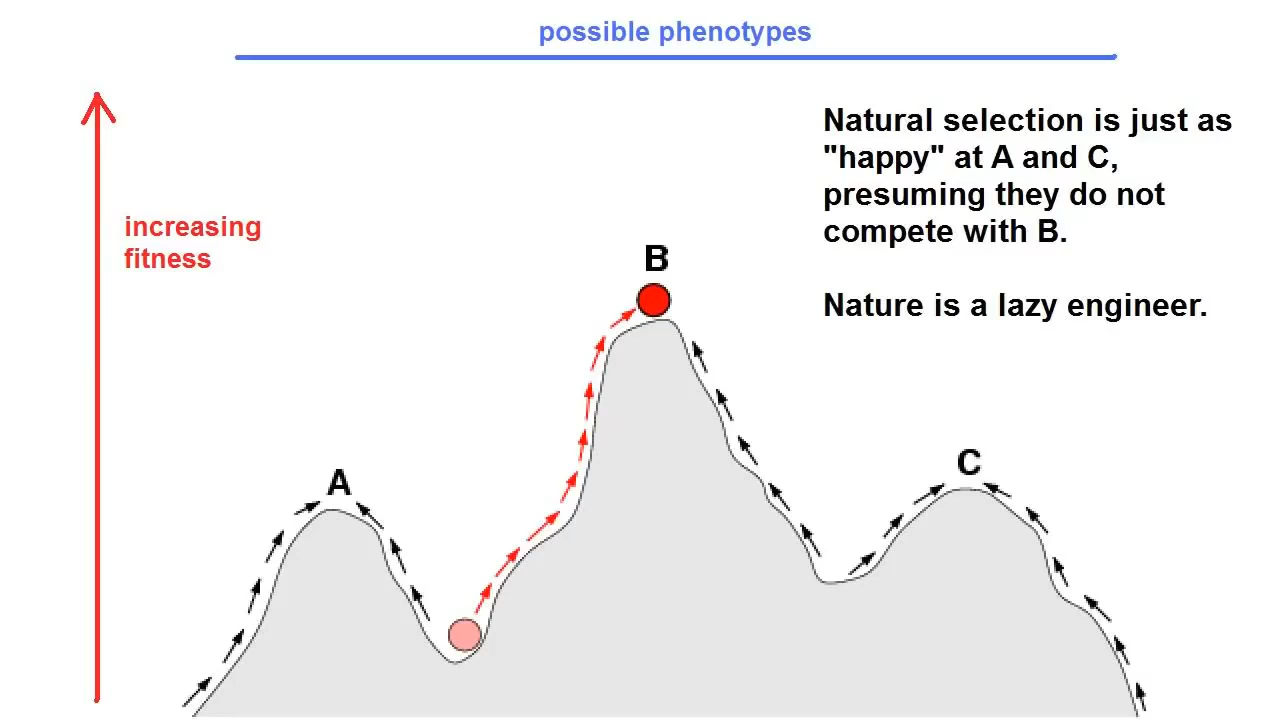 possible phenotypes
Natural selection is just as
"happy" at A and C,
presuming they do not
compete with B.
Nature is a lazy engineer.
increasing
fitness
B
A
C